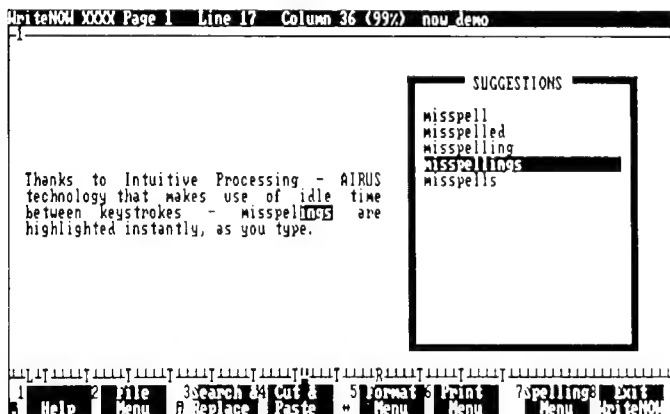 WriteNOW XXXX Page 1 Line 17 Column 36 (99%) now demo
SUGGESTIONS
misspell
misspelled
misspelling
misspellings
misspells
Thanks to Intuitive Processing - AIRUS
technology that makes use of idle time
between keystrokes - misspelings are
highlighted instantly, as you type.
1 Help 2 File Menu 3 Search & Replace 4 Cut & Paste 5 Format Menu 6 Print Menu 7 Spelling Menu 8 Exit WriteNOW